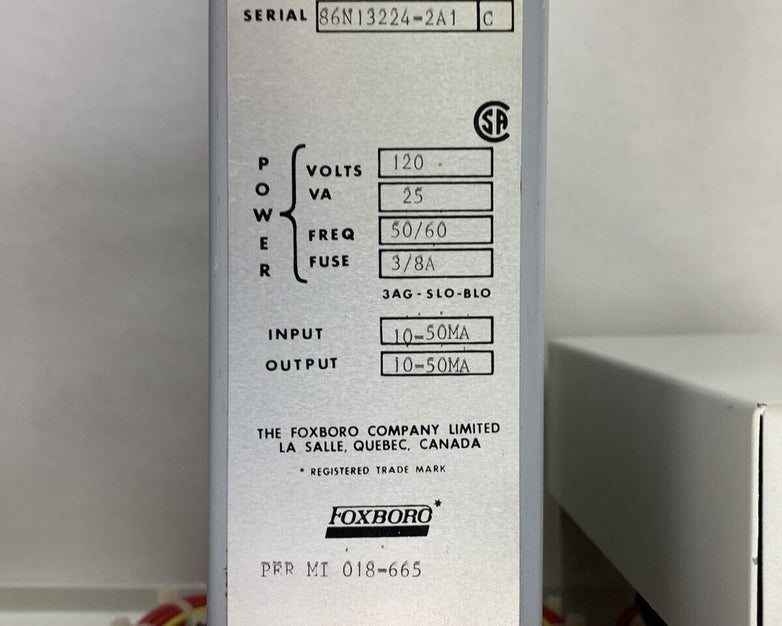 SERIAL 86N13224-2A1 C
SA
POWER
VOLTS 120
VA 25
FREQ 50/60
FUSE 3/8A
3AG-SLO-BLO
INPUT 10-50MA
OUTPUT 10-50MA
THE FOXBORO COMPANY LIMITED
LA SALLE, QUEBEC, CANADA
* REGISTERED TRADE MARK
FOXBORO*
PER MI 018-665